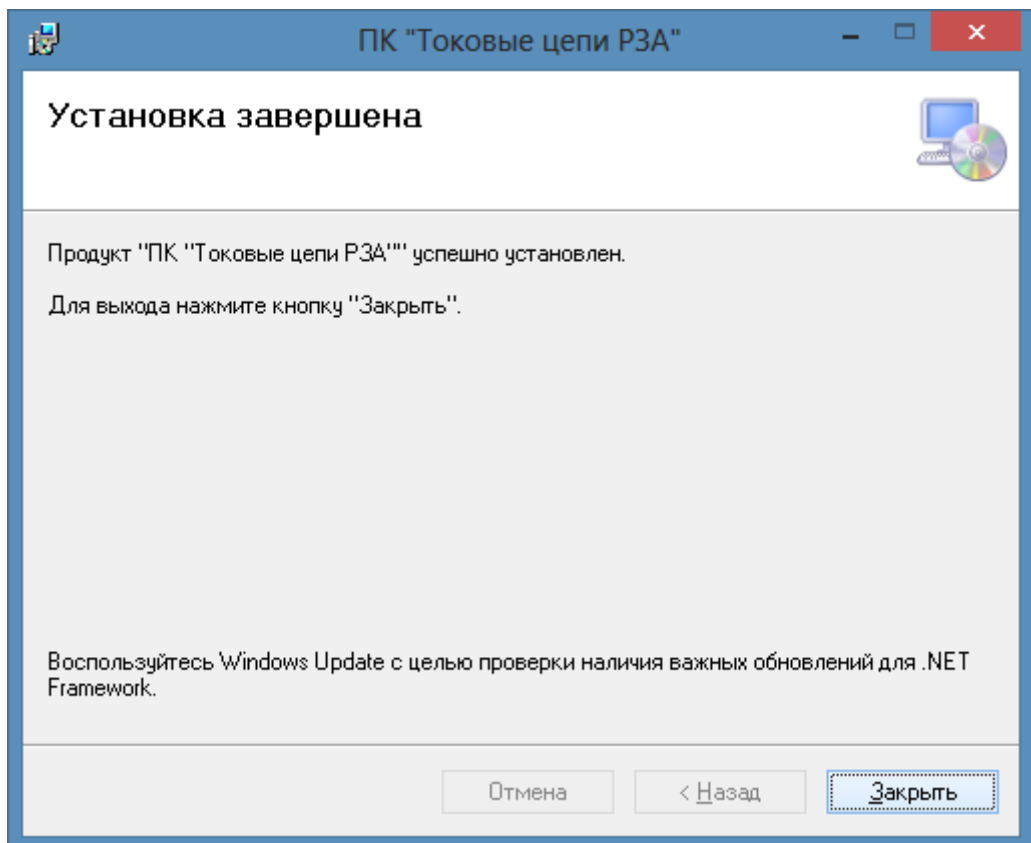 ПК "Токовые цепи РЗА"
Установка завершена
Продукт "ПК "Токовые цепи РЗА"" успешно установлен.
Для выхода нажмите кнопку "Закрыть".
Воспользуйтесь Windows Update с целью проверки наличия важных обновлений для .NET
Framework.
Отмена
< Назад
Закрыть